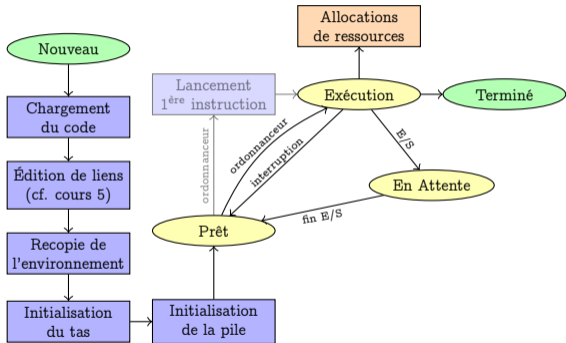 Allocations
de ressources
Nouveau
Lancement
1ère instruction
Exécution
Terminé
Chargement
du code
ordonnanceur
ordonnanceur
interruption
E/S
Édition de liens
(cf. cours 5)
En Attente
fin E/S
Prêt
Recopie de
l'environnement
Initialisation
du tas
Initialisation
de la pile